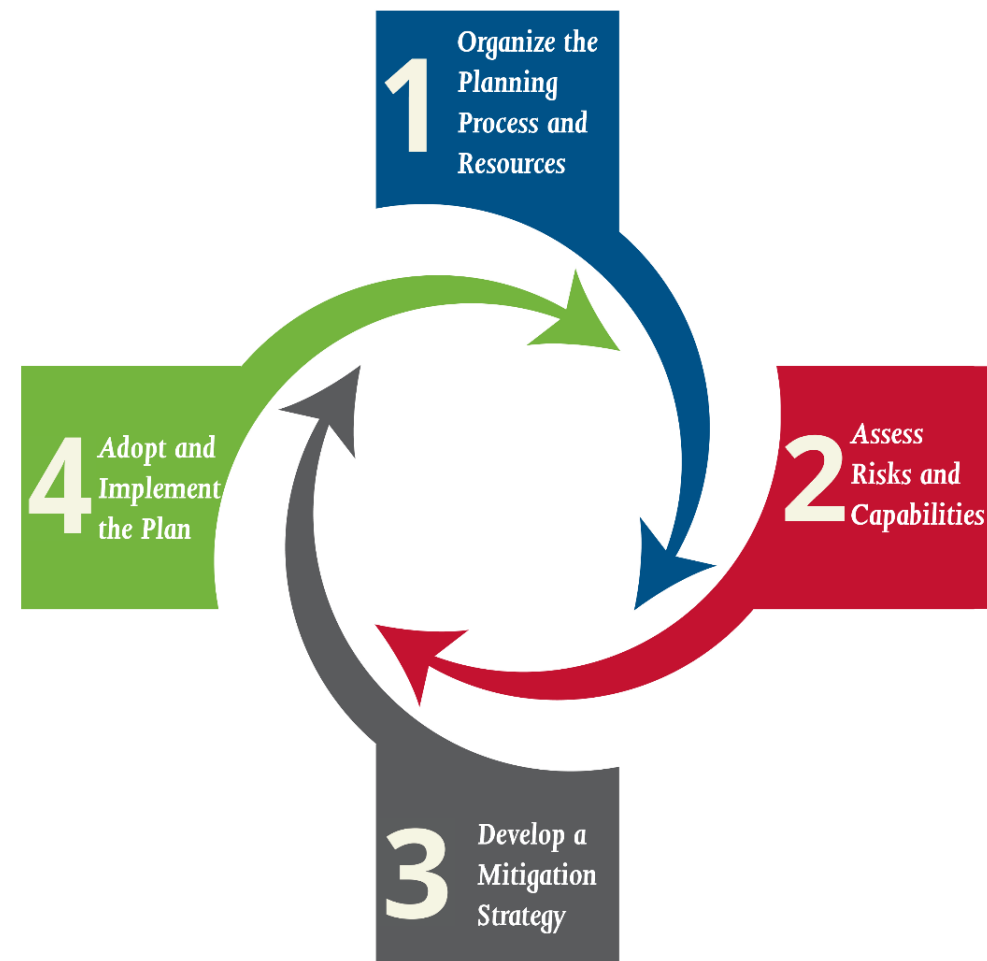 1
Organize the
Planning
Process and
Resources
2
Assess
Risks and
Capabilities
3
Develop a
Mitigation
Strategy
4
Adopt and
Implement
the Plan